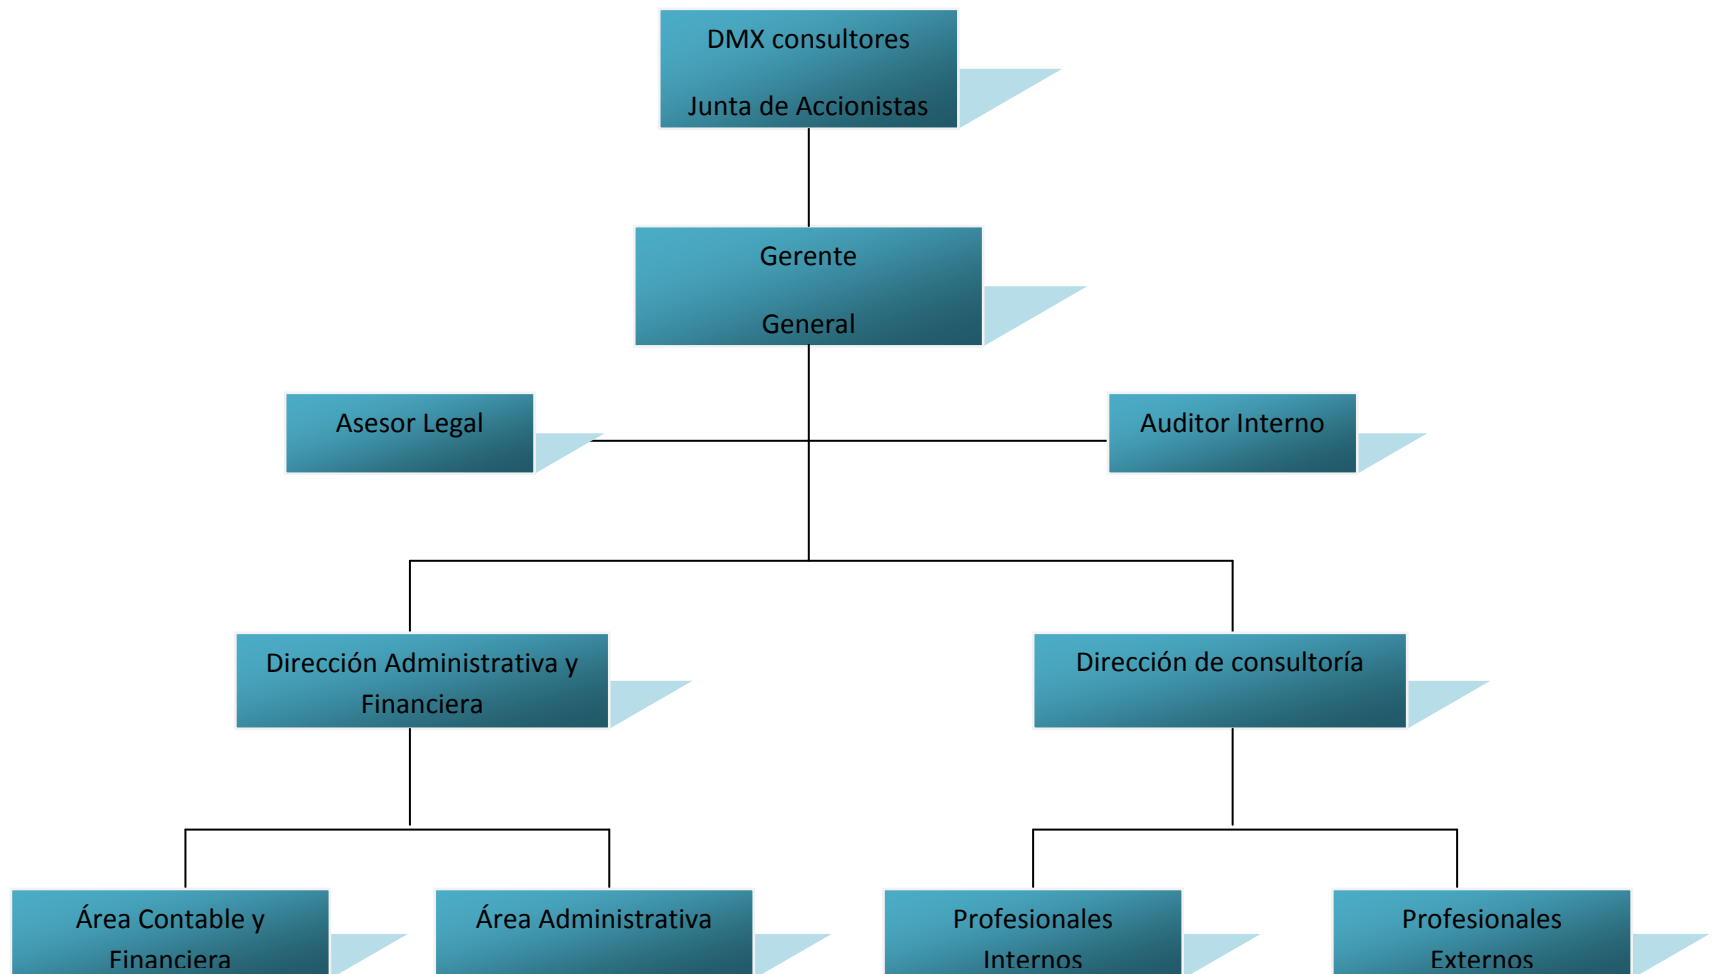 DMX consultores
Junta de Accionistas
Gerente
General
Asesor Legal
Auditor Interno
Dirección Administrativa y
Financiera
Dirección de consultoría
Área Contable y
Financiera
Área Administrativa
Profesionales
Internos
Profesionales
Externos